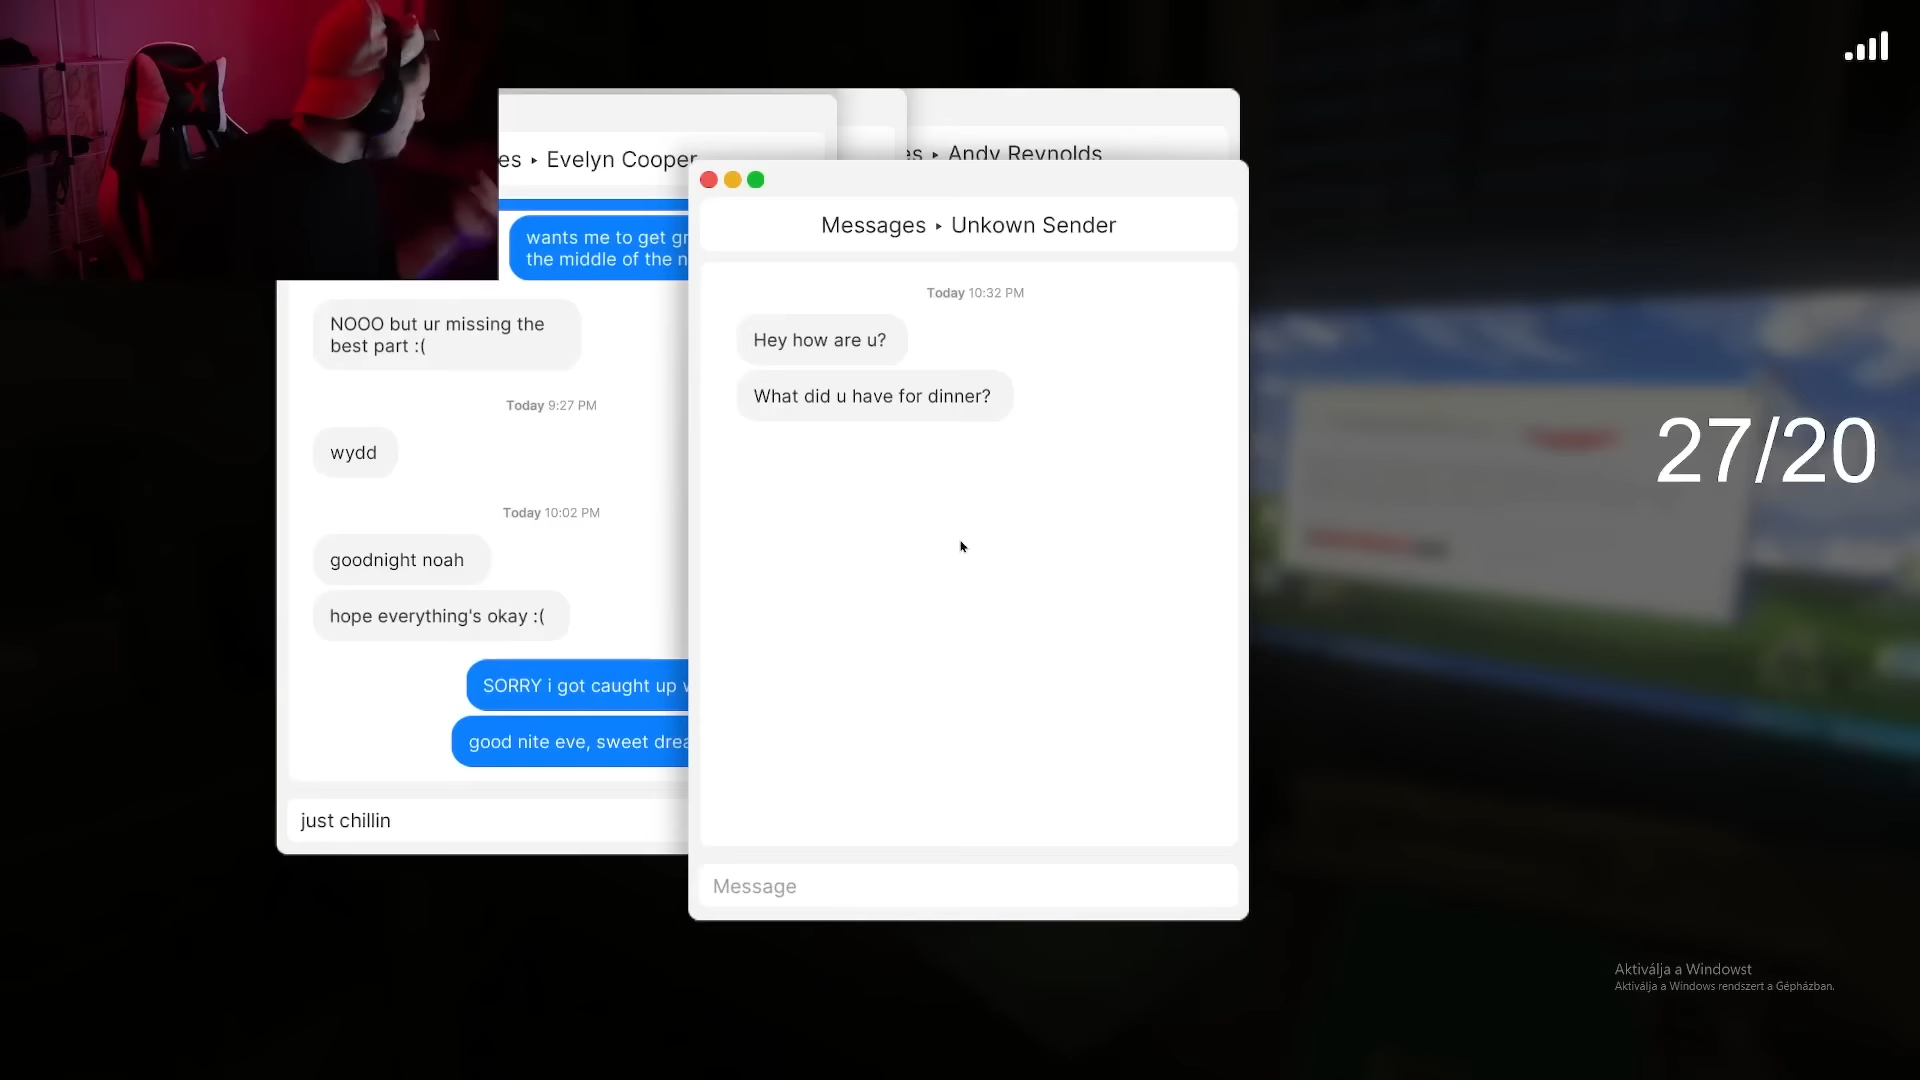 es ▸ Evelyn Cooper
wants me to get
the middle of the
NOOO but ur missing the
best part :(
Today 9:27 PM
wydd
Today 10:02 PM
goodnight noah
hope everything's okay :(
SORRY i got caught up
good nite eve, sweet
just chillin
es ▸ Andy Reynolds
Messages ▸ Unkown Sender
Today 10:32 PM
Hey how are u?
What did u have for dinner?
Message
27/20
Aktiválja a Windowst
Aktiválja a Windows rendszert a Gépházban.